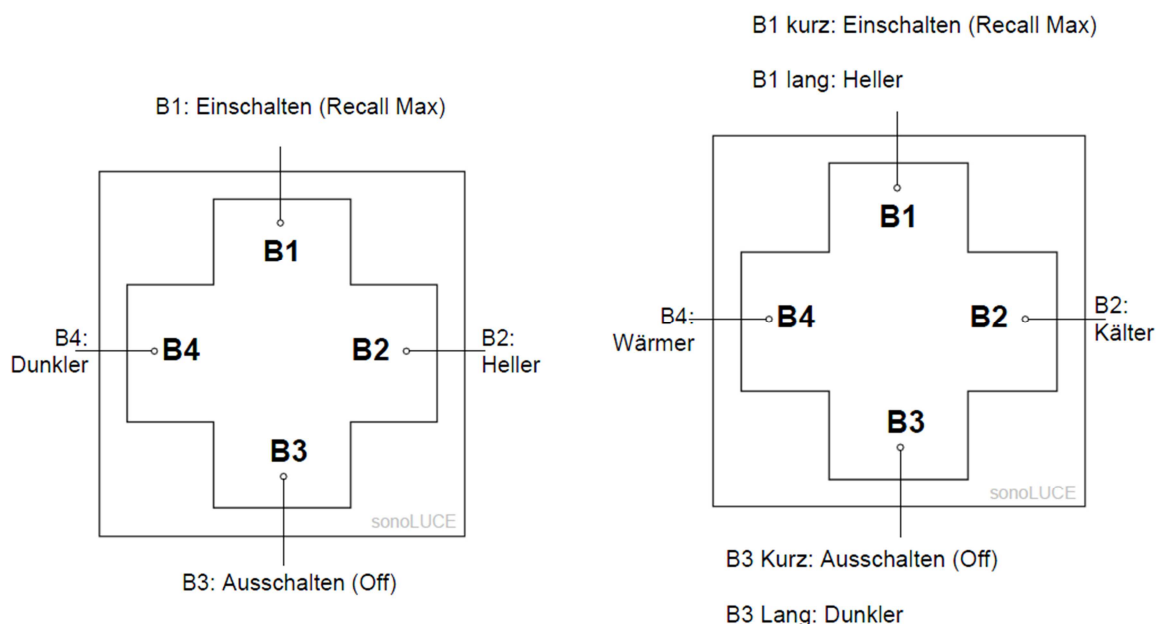 B1: Einschalten (Recall Max)
B1
B4:
Dunkler
B4
B2
B2:
Heller
B3
sonoLUCE
B3: Ausschalten (Off)
B1 kurz: Einschalten (Recall Max)
B1 lang: Heller
B1
B4:
Wärmer
B4
B2
B2:
Kälter
B3
sonoLUCE
B3 Kurz: Ausschalten (Off)
B3 Lang: Dunkler